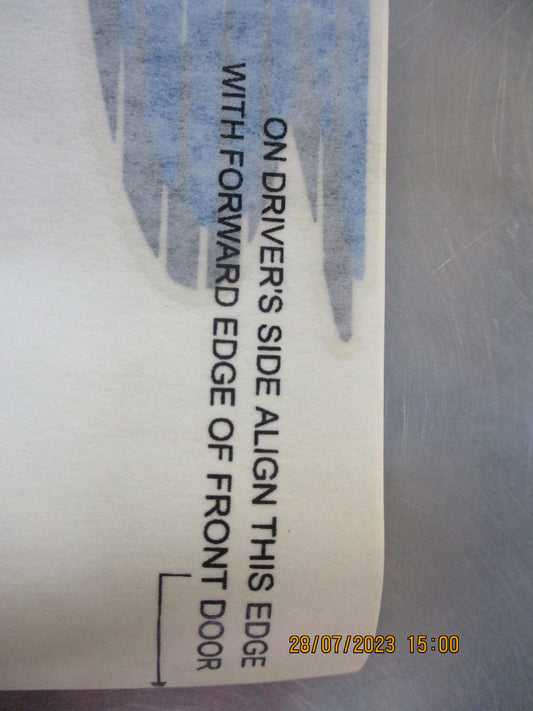 ON DRIVER'S SIDE ALIGN THIS EDGE
WITH FORWARD EDGE OF FRONT DOOR
28/07/2023 15:00